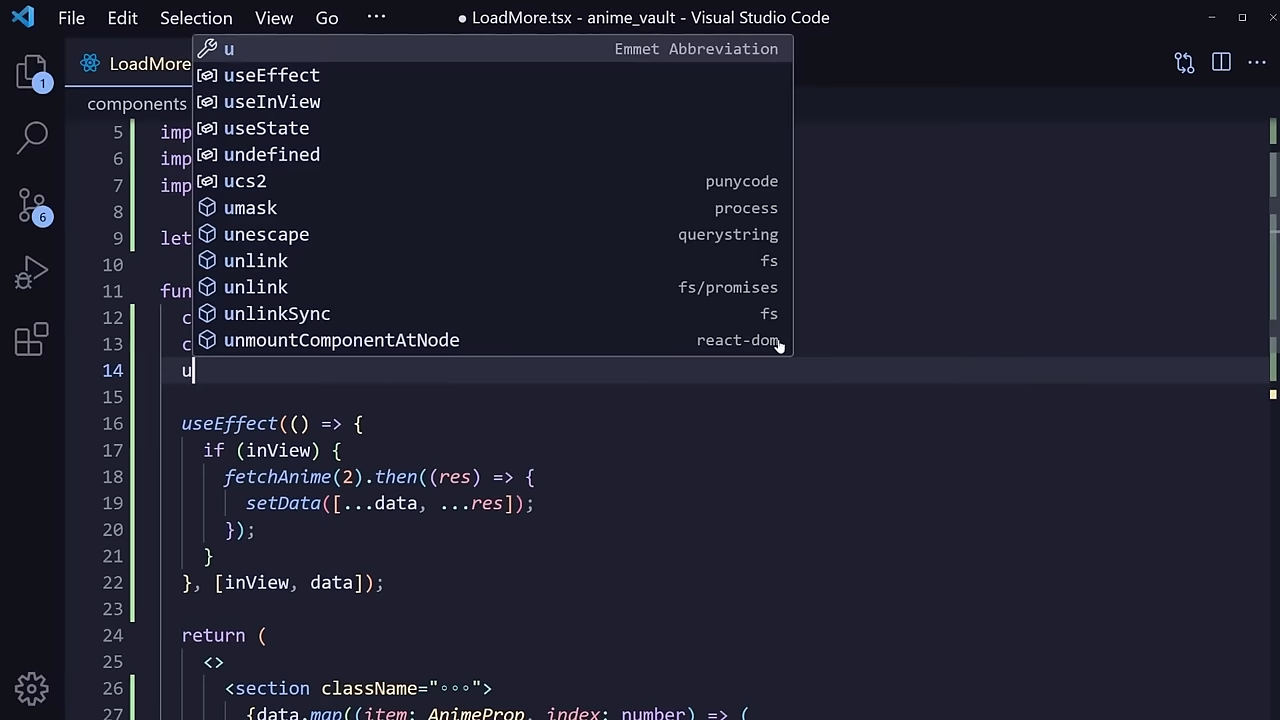 File Edit Selection View Go ••• ● LoadMore.tsx - anime_vault - Visual Studio Code
LoadMore
components
1
6
u Emmet Abbreviation
useEffect
useInView
useState
undefined
ucs2 punycode
umask process
unescape querystring
unlink fs
unlink fs/promises
unlinkSync fs
unmountComponentAtNode react-dom
5 imp
6 imp
7 imp
8
9 let
10
11 fun
12 c
13 c
14 u
15
16 useEffect(() => {
17 if (inView) {
18 fetchAnime(2).then((res) => {
19 setData([...data, ...res]);
20 });
21 }
22 }, [inView, data]);
23
24 return (
25 <>
26 <section className="•••">
27 {data.map((item: AnimeProp, index: number) => (